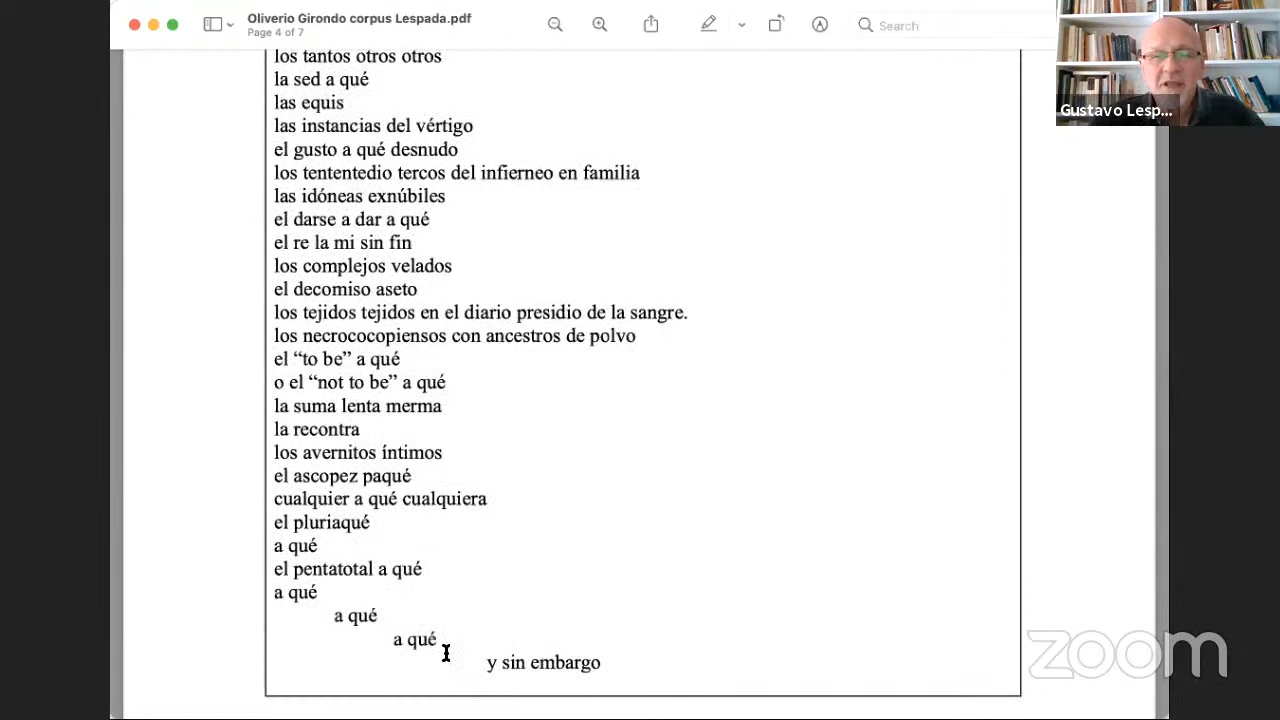 Oliverio Girondo corpus Lespada.pdf
Page 4 of 7
Search
Gustavo Lesp...
los tantos otros otros
la sed a qué
las equis
las instancias del vértigo
el gusto a qué desnudo
los tententedio tercos del infierneo en familia
las idóneas exnúbiles
el darse a dar a qué
el re la mi sin fin
los complejos velados
el decomiso aseto
los tejidos tejidos en el diario presidio de la sangre.
los necrococopiensos con ancestros de polvo
el “to be” a qué
o el “not to be” a qué
la suma lenta merma
la recontra
los avernitos íntimos
el ascopez paqué
cualquier a qué cualquiera
el pluriaqué
a qué
el pentatotal a qué
a qué
a qué
a qué
y sin embargo
zoom